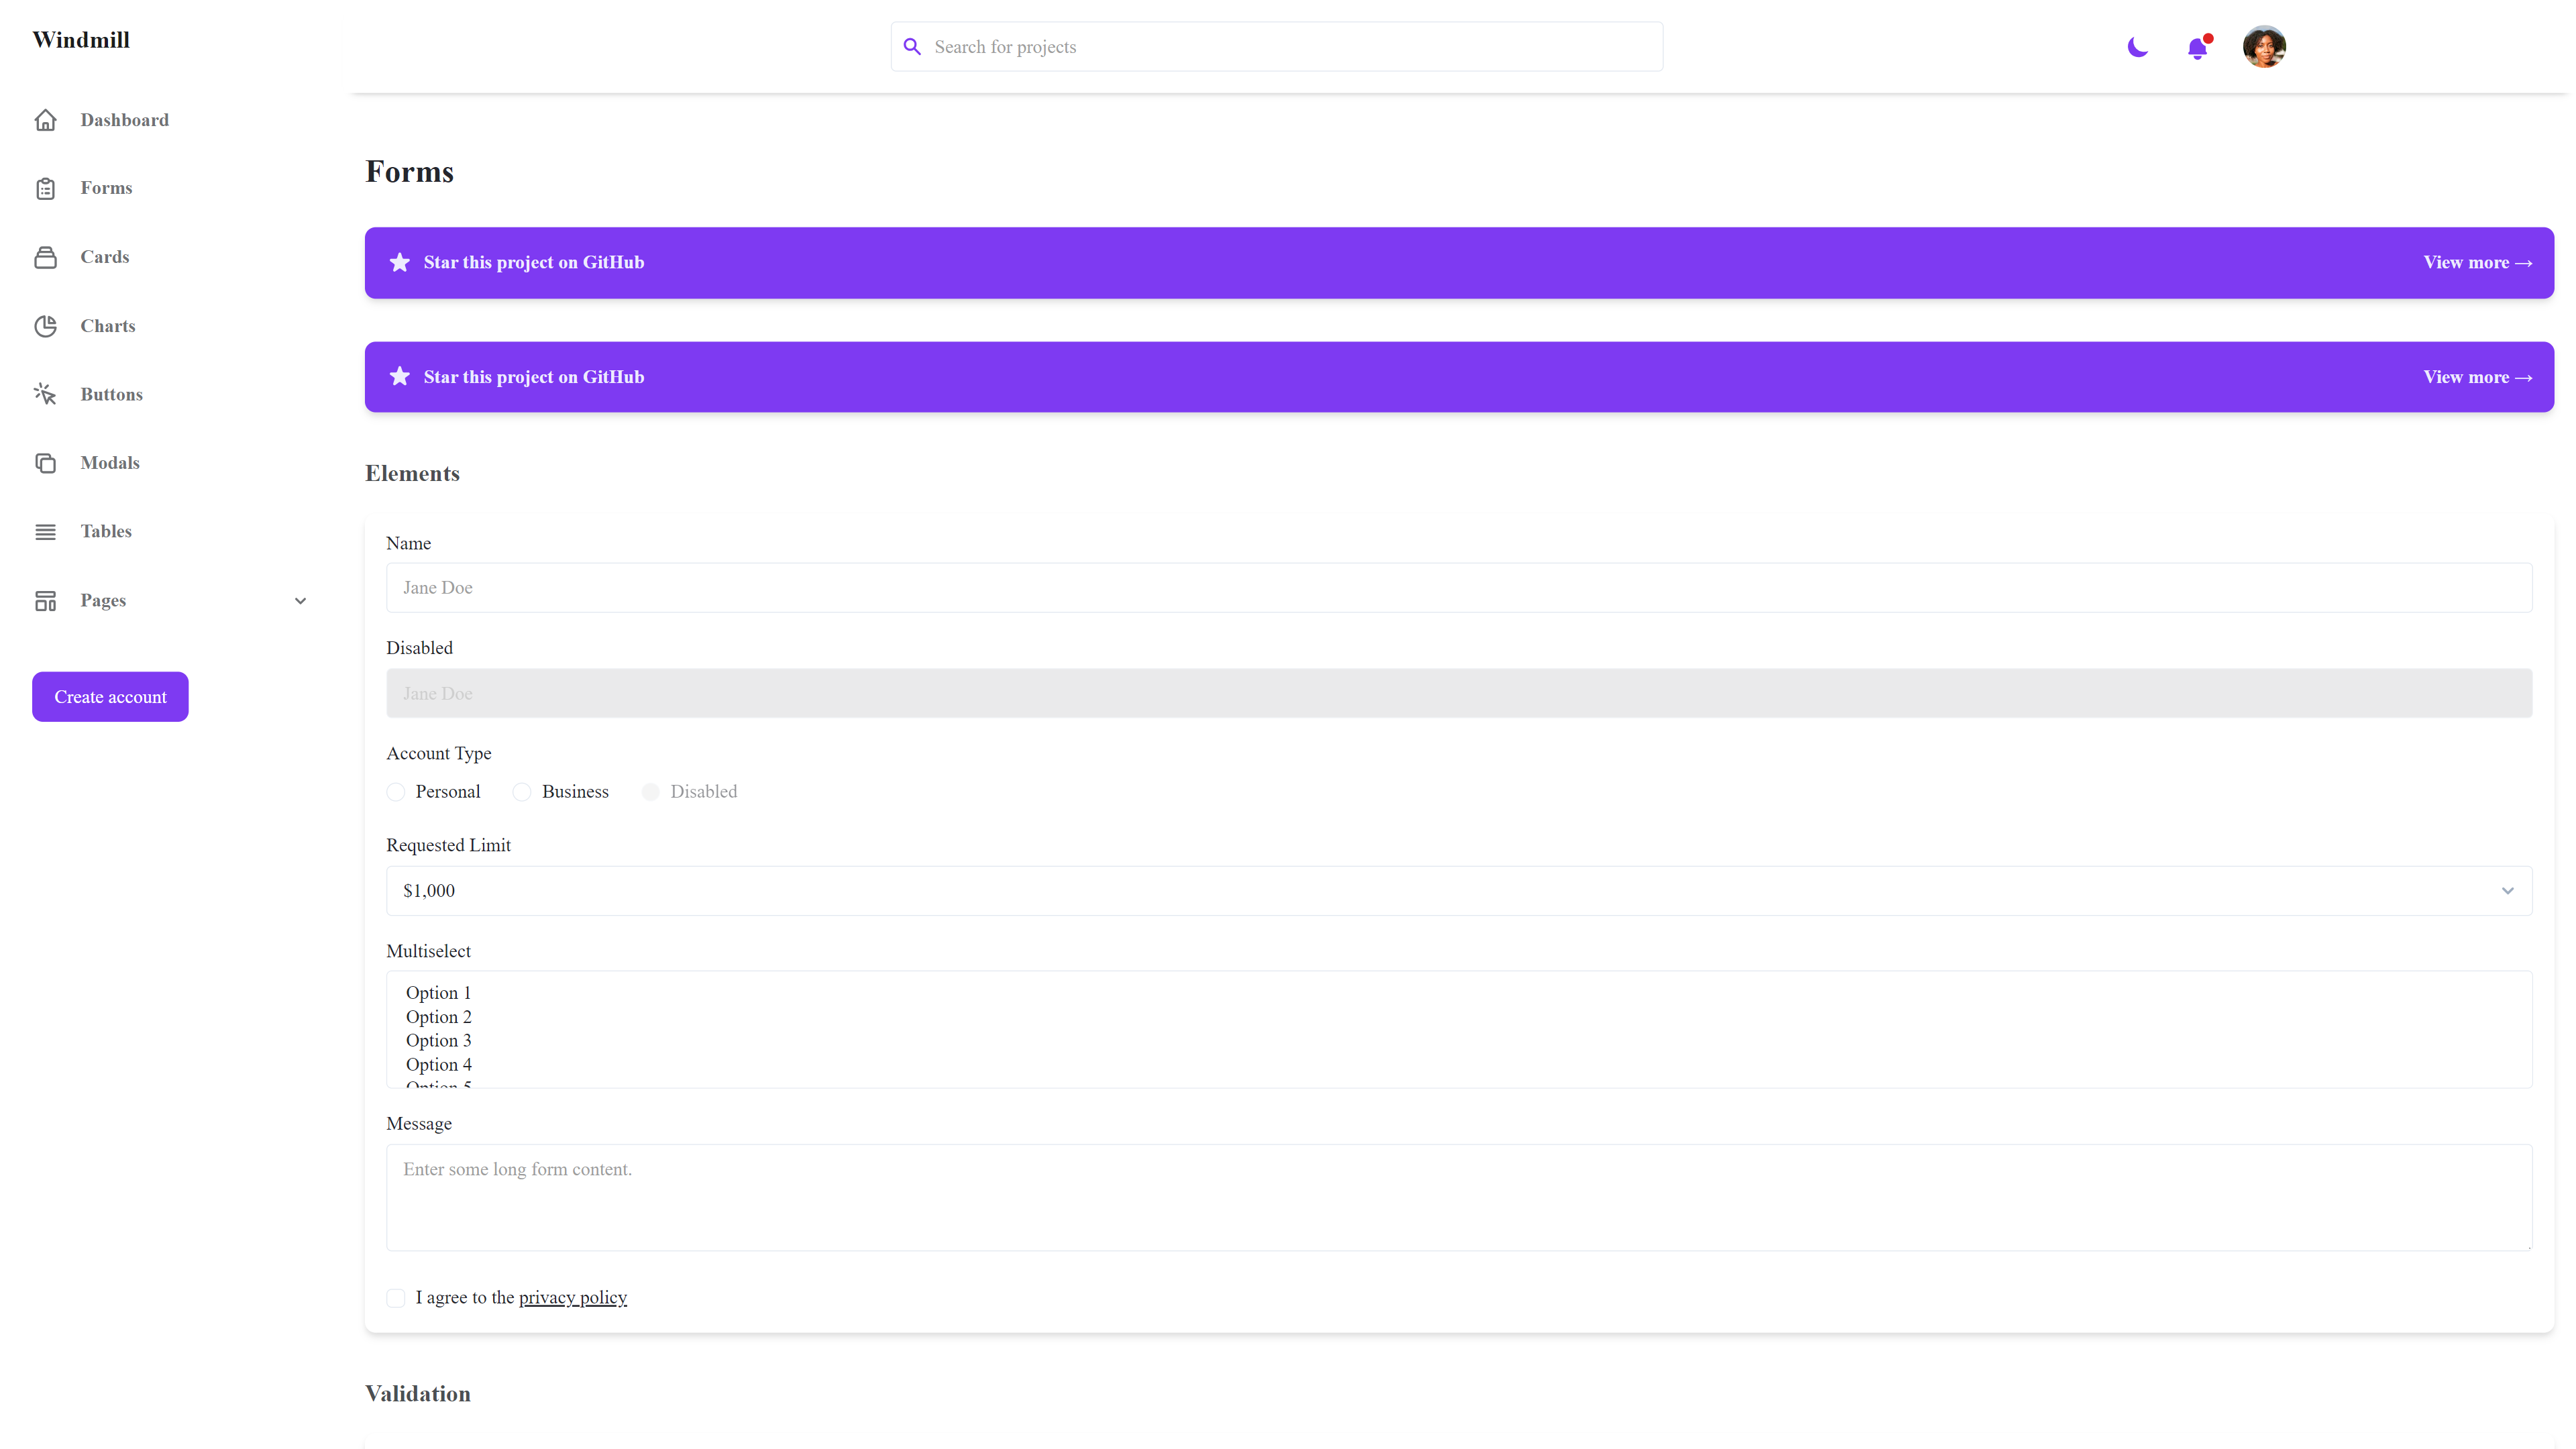 Windmill
Search for projects
Dashboard
Forms
Cards
Charts
Buttons
Modals
Tables
Pages
Create account
Forms
Star this project on GitHub
View more →
Star this project on GitHub
View more →
Elements
Name
Jane Doe
Disabled
Jane Doe
Account Type
Personal
Business
Disabled
Requested Limit
$1,000
Multiselect
Option 1
Option 2
Option 3
Option 4
Option 5
Message
Enter some long form content.
I agree to the privacy policy
Validation